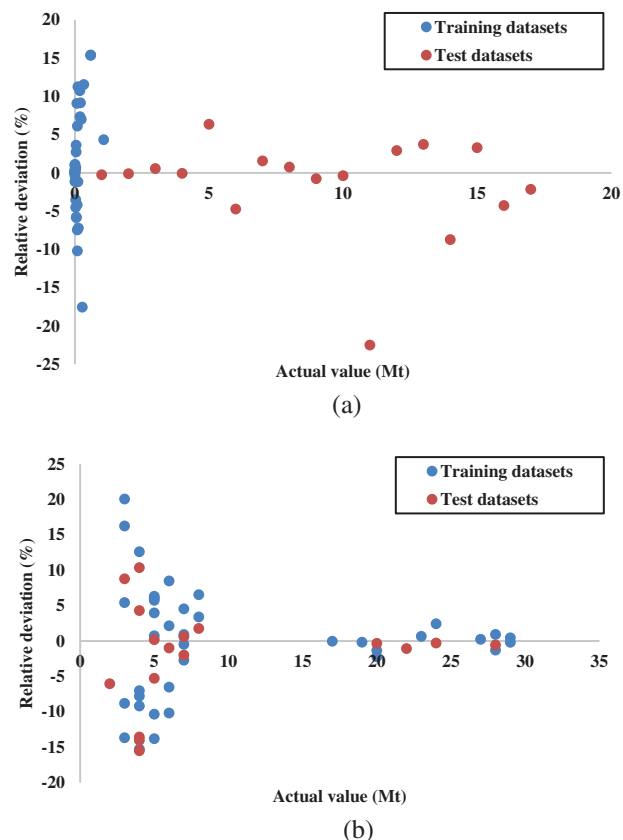 20
15
10
5
0
-5
-10
-15
-20
-25
Relative deviation (%)
Training datasets
Test datasets
0 5 10 15 20
Actual value (Mt)
(a)
25
20
15
10
5
0
-5
-10
-15
-20
Relative deviation (%)
Training datasets
Test datasets
0 5 10 15 20 25 30 35
Actual value (Mt)
(b)